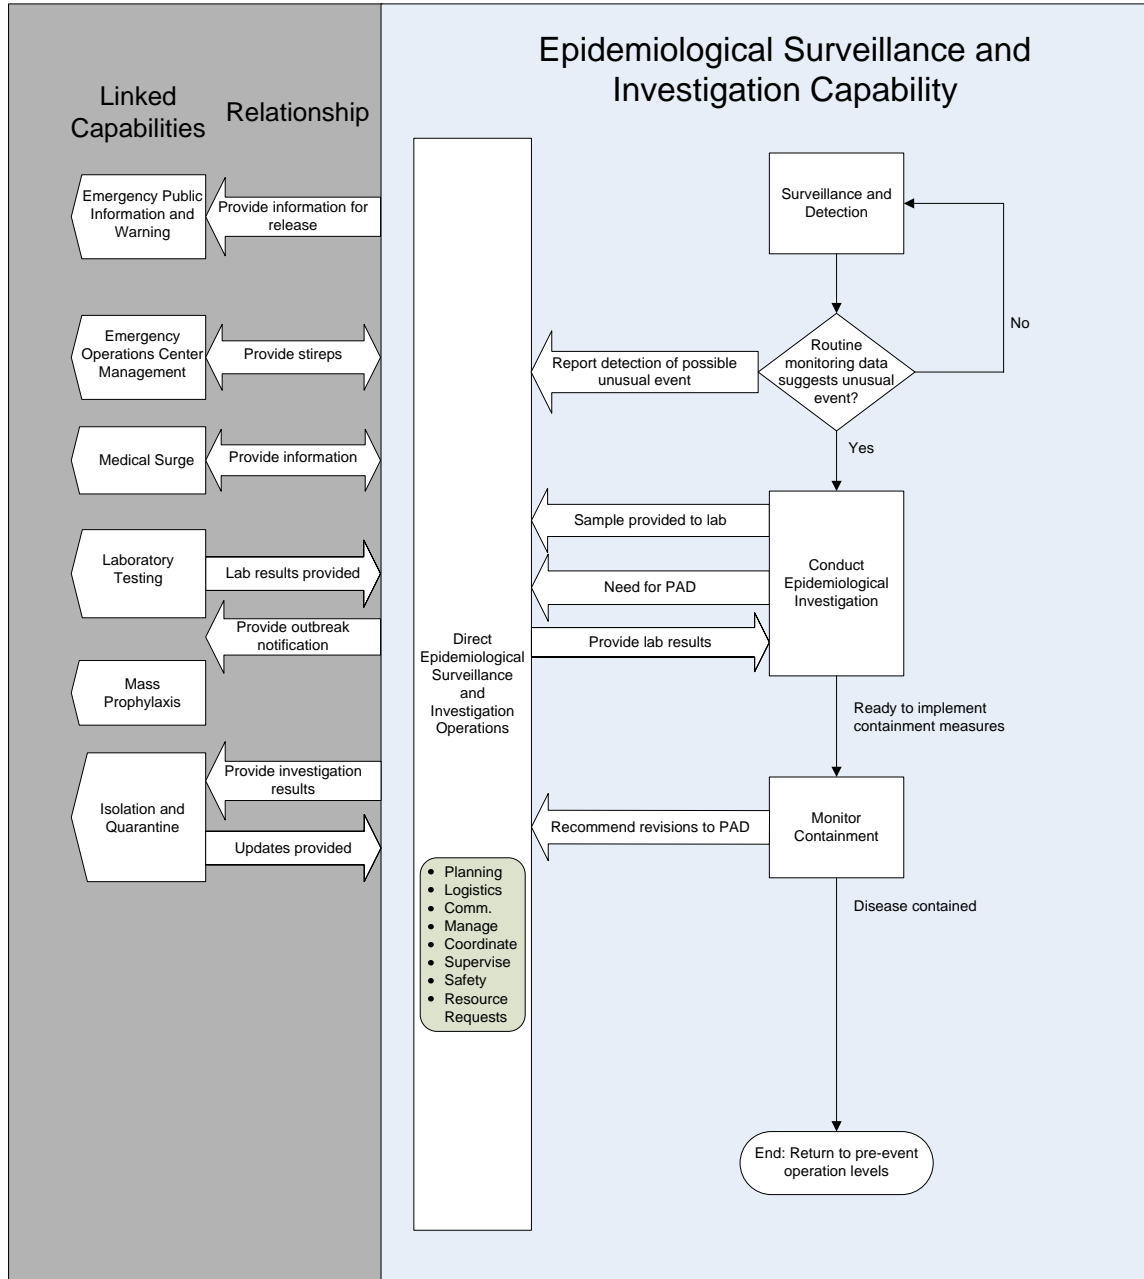 Epidemiological Surveillance and
Investigation Capability
Linked
Capabilities
Relationship
Emergency Public
Information and
Warning
Provide information for
release
Emergency
Operations Center
Management
Provide stireps
Medical Surge
Provide information
Laboratory
Testing
Lab results provided
Provide outbreak
notification
Mass
Prophylaxis
Provide investigation
results
Isolation and
Quarantine
Updates provided
Direct
Epidemiological
Surveillance
and
Investigation
Operations
• Planning
• Logistics
• Comm.
• Manage
• Coordinate
• Supervise
• Safety
• Resource
Requests
Surveillance and
Detection
No
Routine
monitoring data
suggests unusual
event?
Report detection of possible
unusual event
Yes
Sample provided to lab
Need for PAD
Provide lab results
Conduct
Epidemiological
Investigation
Ready to implement
containment measures
Recommend revisions to PAD
Monitor
Containment
Disease contained
End: Return to pre-event
operation levels